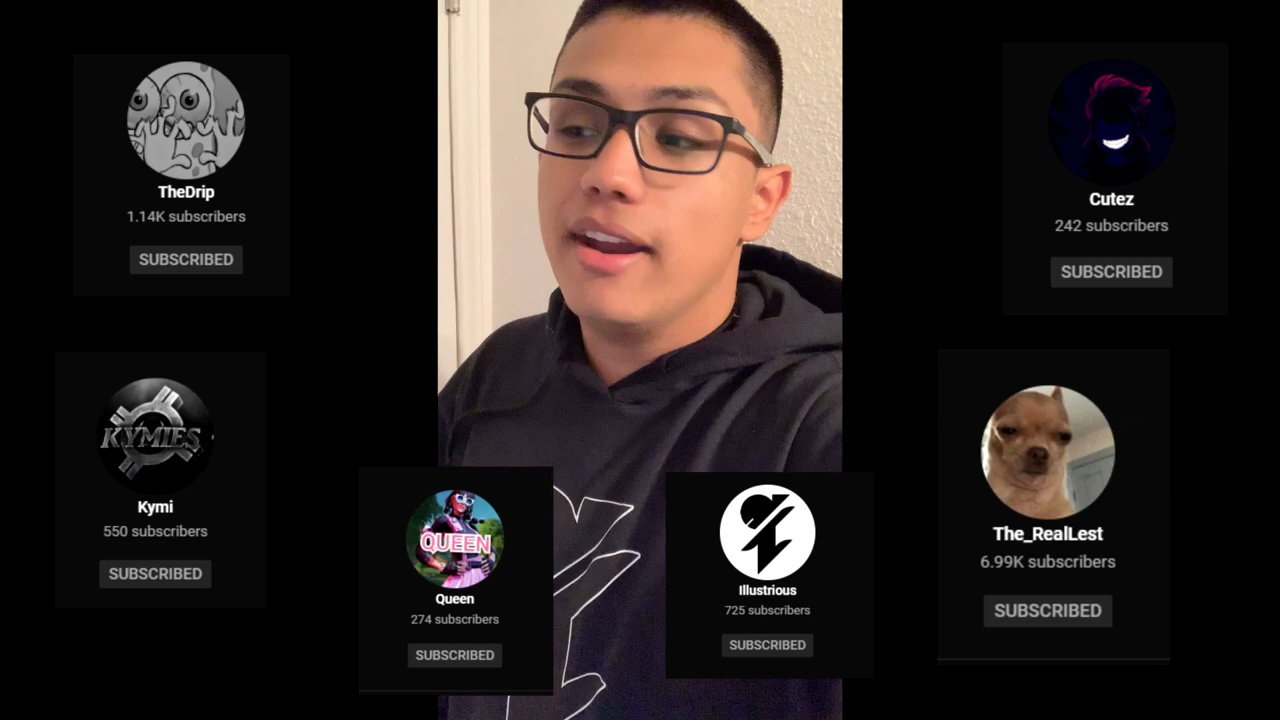 TheDrip
1.14K subscribers
SUBSCRIBED
Cutez
242 subscribers
SUBSCRIBED
KYMIES
Kymi
550 subscribers
SUBSCRIBED
QUEEN
Queen
274 subscribers
SUBSCRIBED
Illustrious
725 subscribers
SUBSCRIBED
The_RealLest
6.99K subscribers
SUBSCRIBED